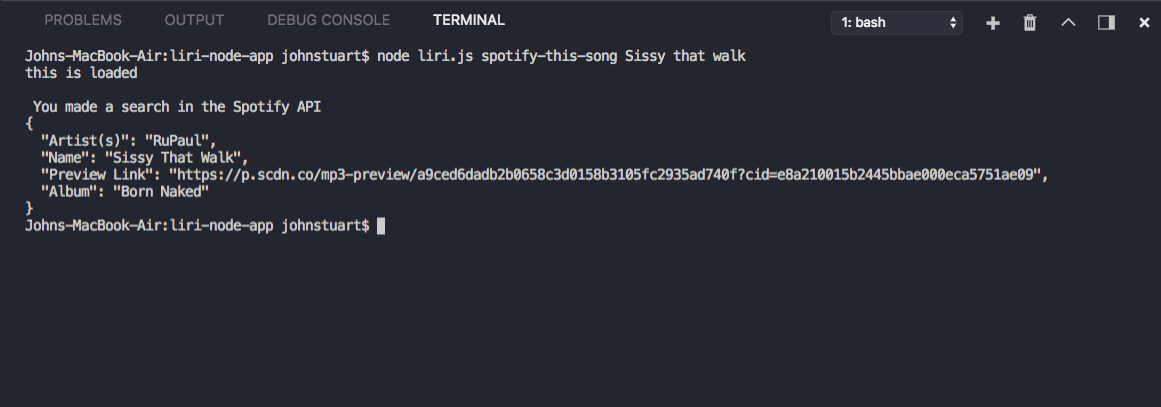 PROBLEMS OUTPUT DEBUG CONSOLE TERMINAL 1: bash
Johns-MacBook-Air:liri-node-app johnstuart$ node liri.js spotify-this-song Sissy that walk
this is loaded
You made a search in the Spotify API
{
"Artist(s)": "RuPaul",
"Name": "Sissy That Walk",
"Preview Link": "https://p.scdn.co/mp3-preview/a9ced6dadb2b0658c3d0158b3105fc2935ad740f?cid=e8a210015b2445bbae000eca5751ae09",
"Album": "Born Naked"
}
Johns-MacBook-Air:liri-node-app johnstuart$